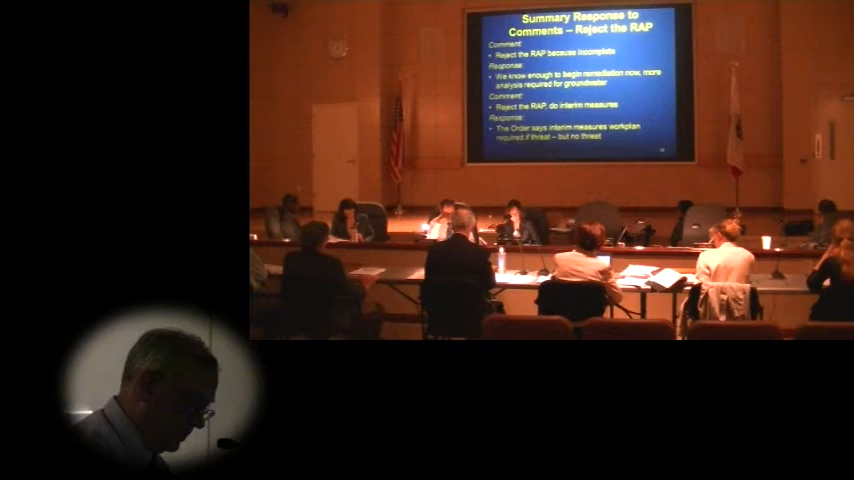 Summary Response to
Comments – Reject the RAP
Comment:
• Reject the RAP because incomplete
Response:
• We know enough to begin remediation now, more
analysis required for groundwater
Comment:
• Reject the RAP, do interim measures
Response:
• The Order says interim measures workplan
required if threat – but no threat